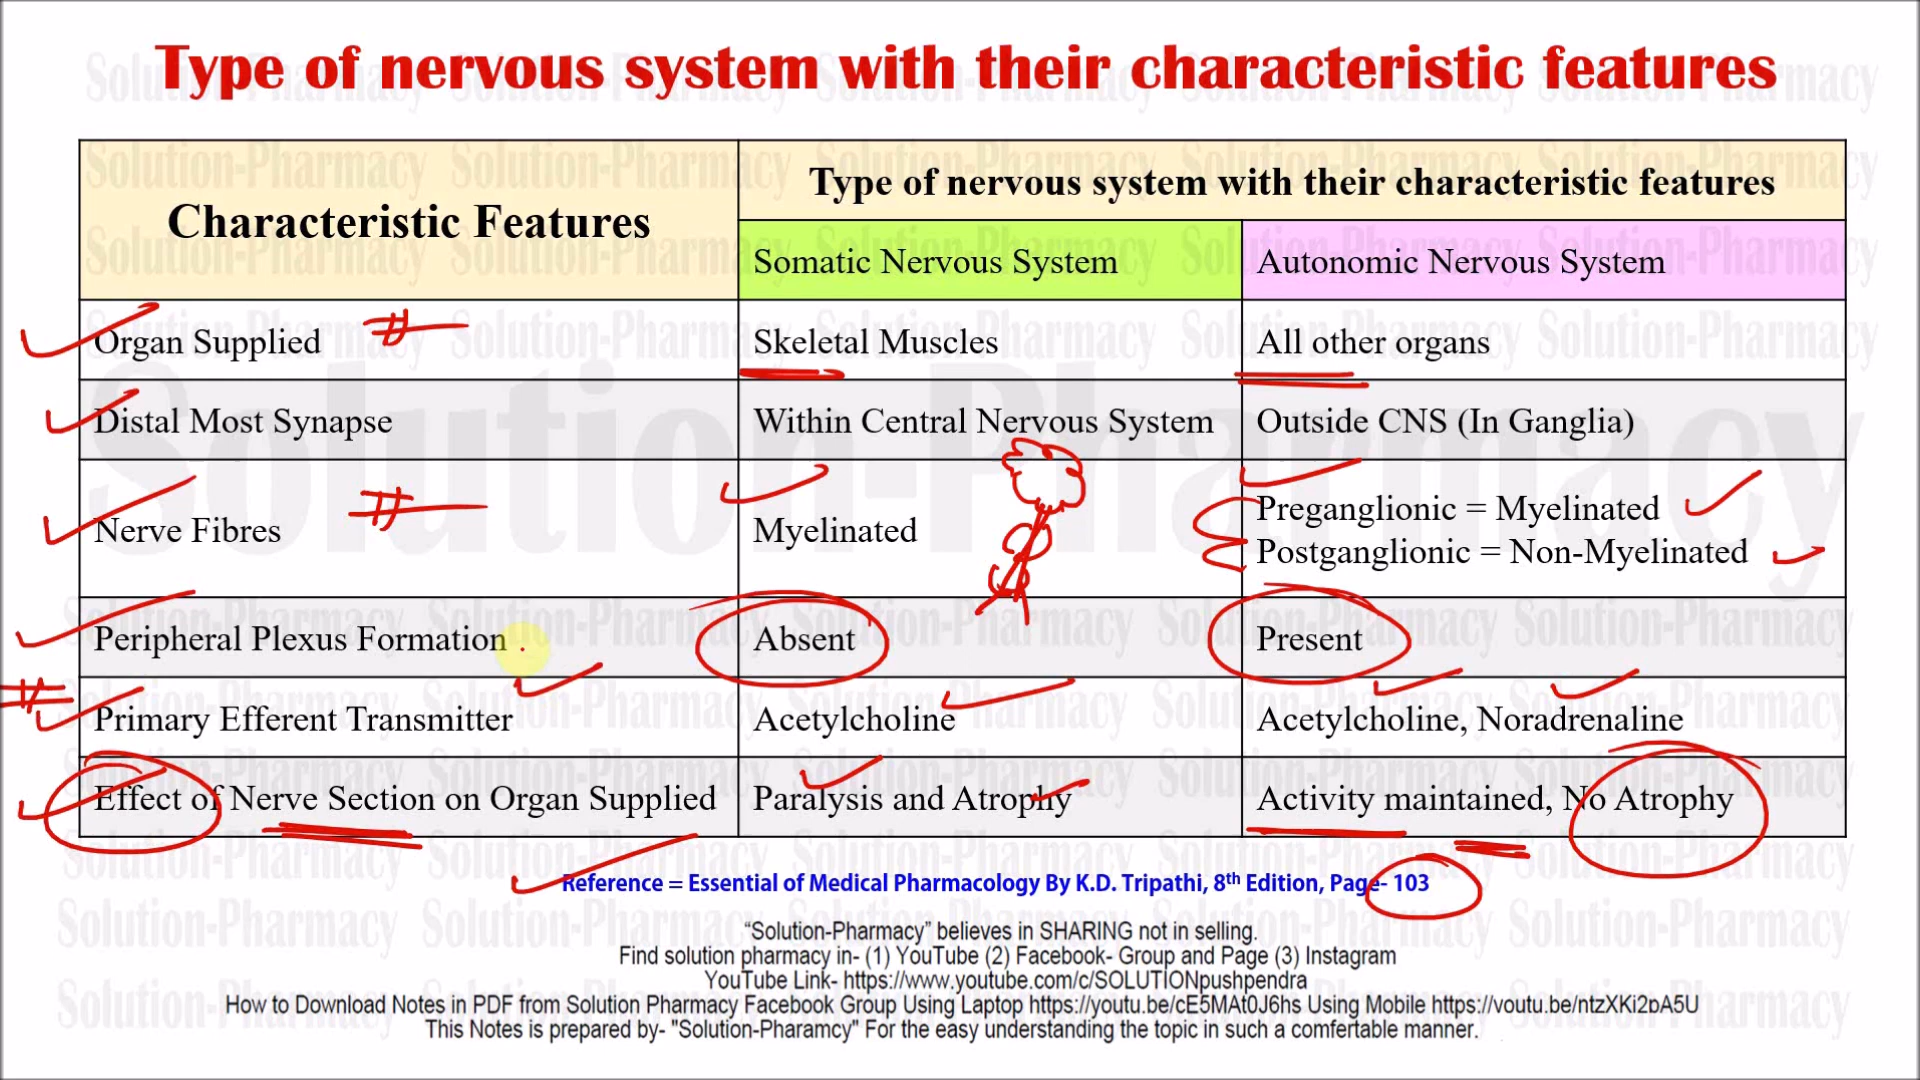 Type of nervous system with their characteristic features
Characteristic Features
Type of nervous system with their characteristic features
Somatic Nervous System
Autonomic Nervous System
Organ Supplied
Skeletal Muscles
All other organs
Distal Most Synapse
Within Central Nervous System
Outside CNS (In Ganglia)
Nerve Fibres
Myelinated
Preganglionic = Myelinated
Postganglionic = Non-Myelinated
Peripheral Plexus Formation
Absent
Present
Primary Efferent Transmitter
Acetylcholine
Acetylcholine, Noradrenaline
Effect of Nerve Section on Organ Supplied
Paralysis and Atrophy
Activity maintained, No Atrophy
Reference = Essential of Medical Pharmacology By K.D. Tripathi, 8th Edition, Page- 103
“Solution-Pharmacy” believes in SHARING not in selling.
Find solution pharmacy in- (1) YouTube (2) Facebook- Group and Page (3) Instagram
YouTube Link- https://www.youtube.com/c/SOLUTIONpushpendra
How to Download Notes in PDF from Solution Pharmacy Facebook Group Using Laptop https://youtu.be/cE5MAt0J6hs Using Mobile https://youtu.be/ntzXKi2pA5U
This Notes is prepared by- "Solution-Pharamcy" For the easy understanding the topic in such a comfertable manner.
Solution-Pharmacy